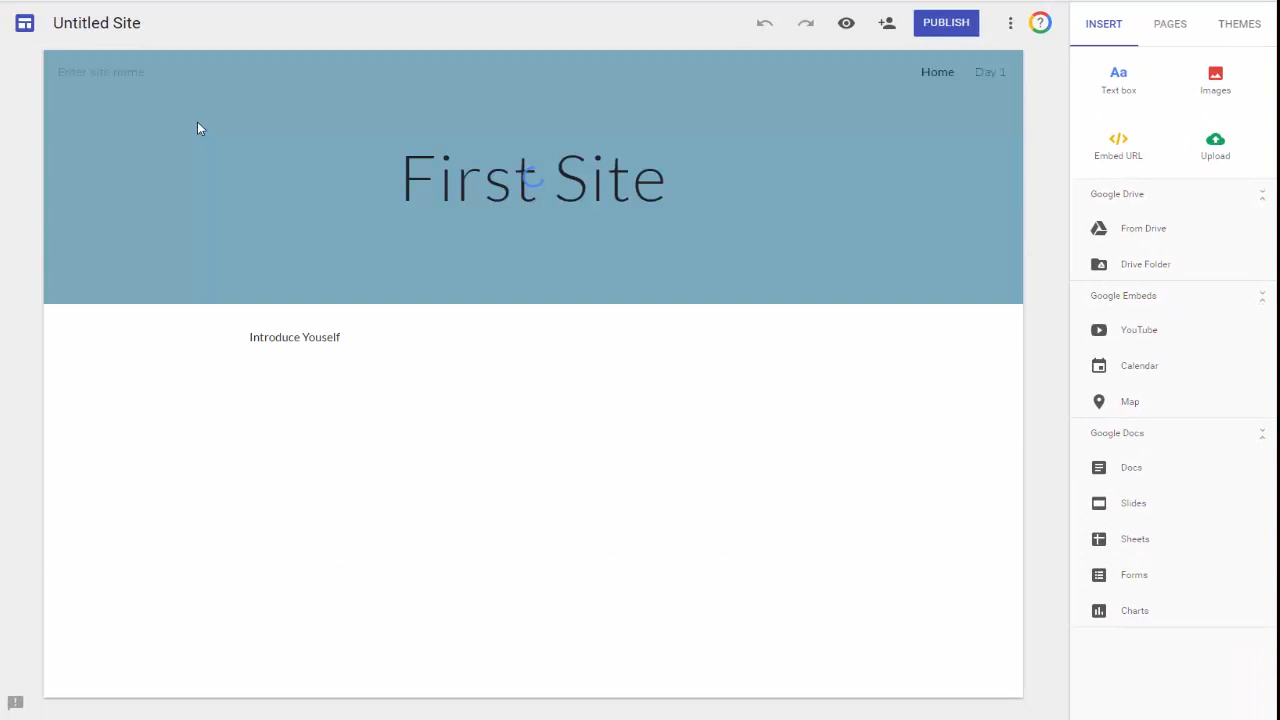 Untitled Site
PUBLISH
?
INSERT
PAGES
THEMES
Enter site name
Home
Day 1
First Site
Introduce Youself
Aa
Text box
Images
</>
Embed URL
Upload
Google Drive
From Drive
Drive Folder
Google Embeds
YouTube
Calendar
Map
Google Docs
Docs
Slides
Sheets
Forms
Charts